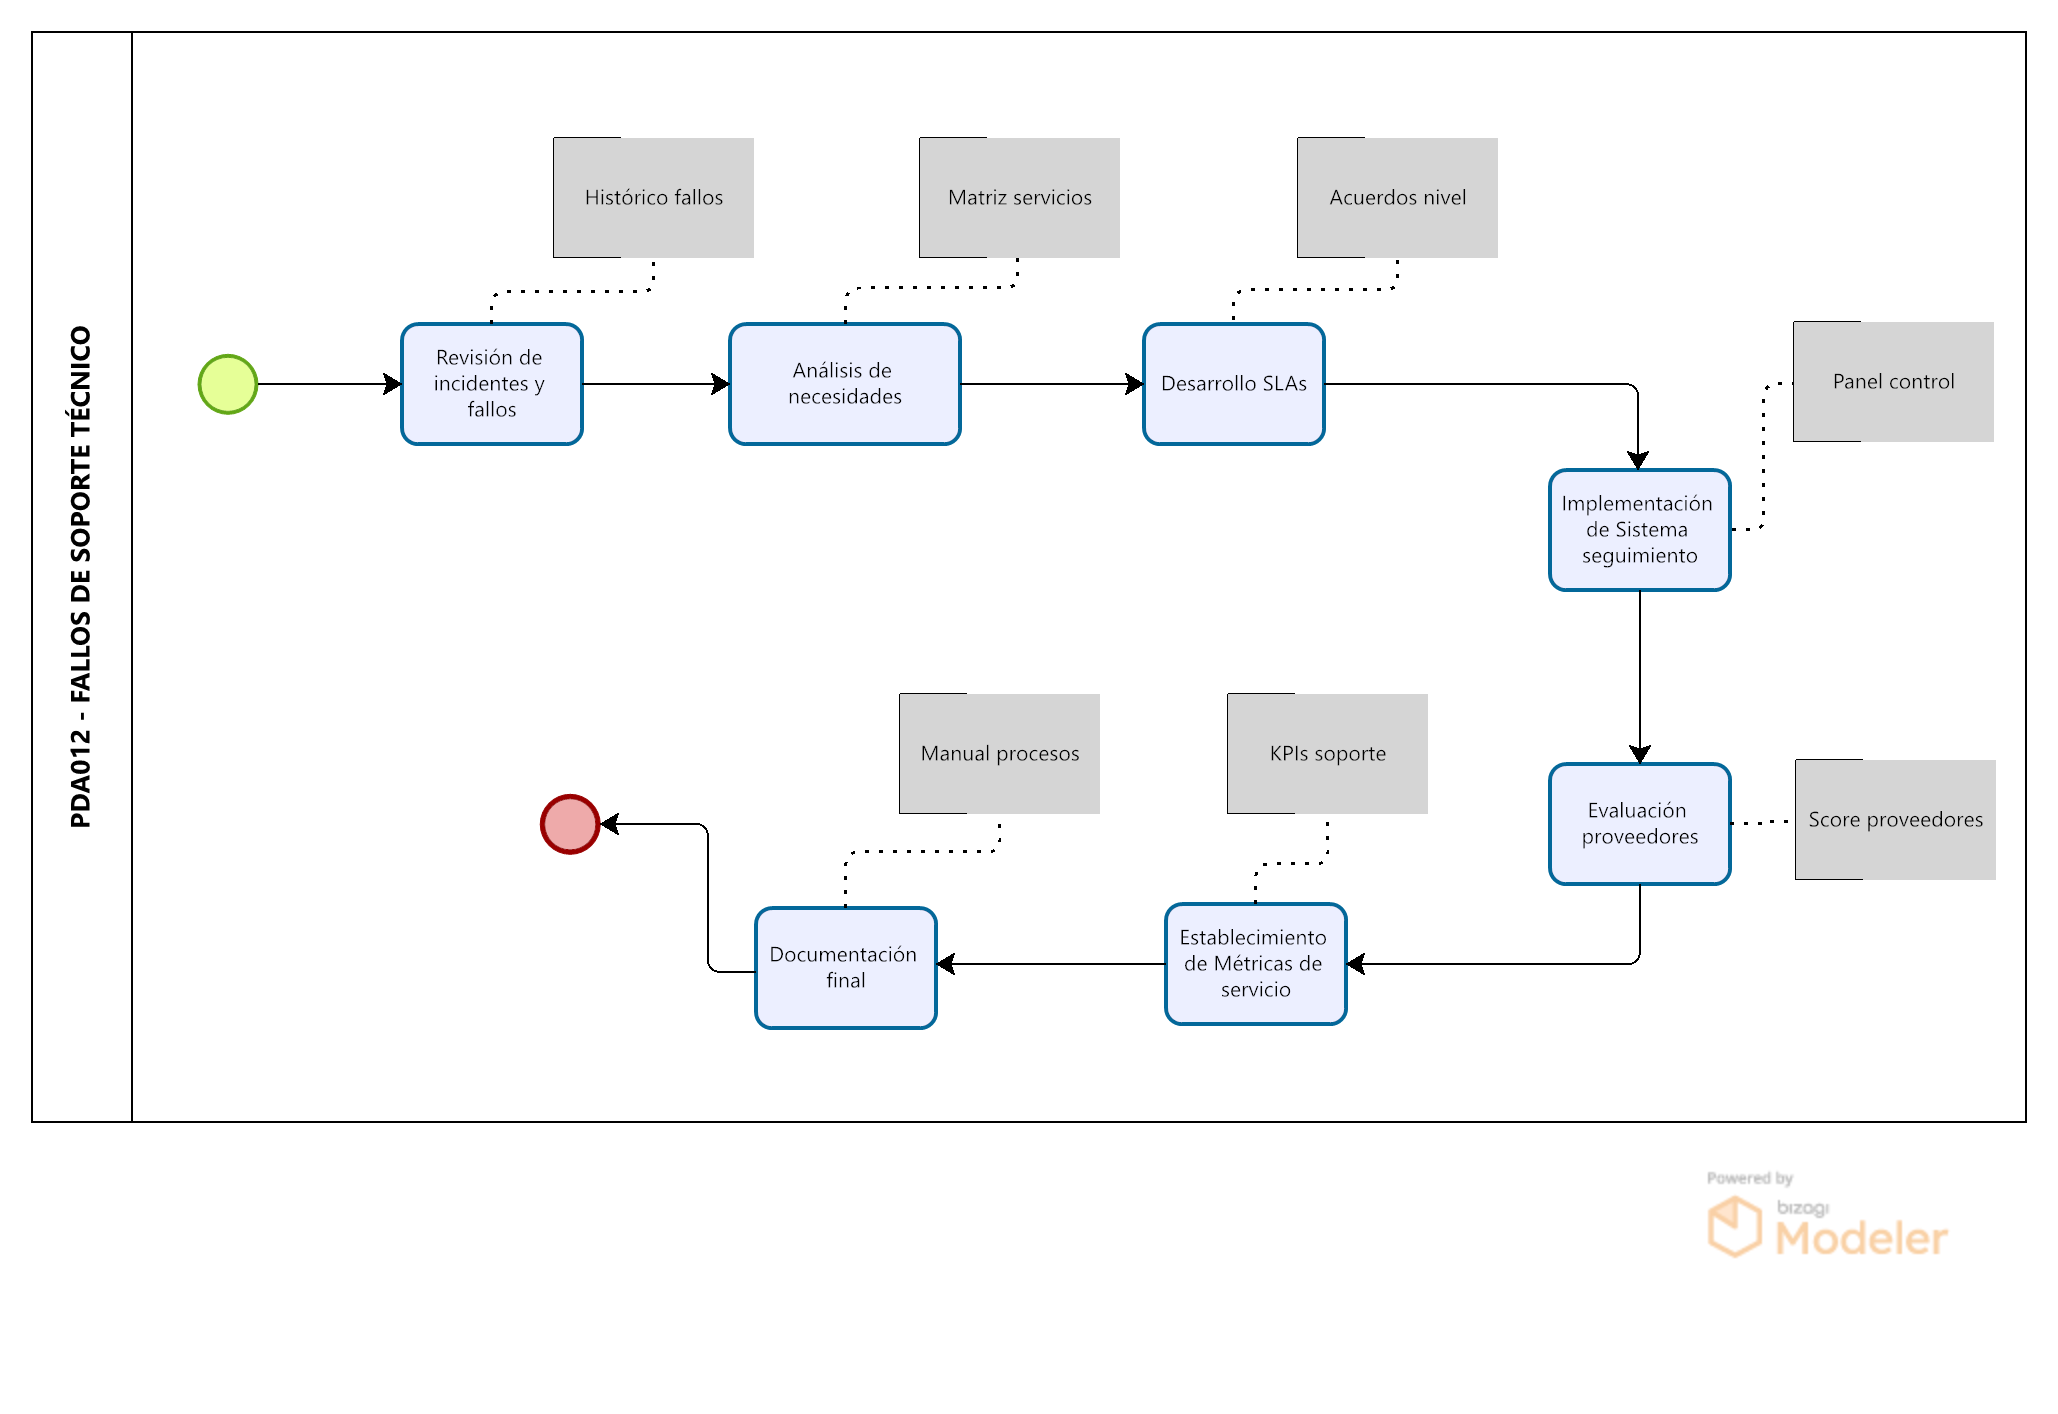 PDA012 - FALLOS DE SOPORTE TÉCNICO
Histórico fallos
Matriz servicios
Acuerdos nivel
Revisión de
incidentes y
fallos
Análisis de
necesidades
Desarrollo SLAs
Panel control
Implementación
de Sistema
seguimiento
Manual procesos
KPIs soporte
Evaluación
proveedores
Score proveedores
Documentación
final
Establecimiento
de Métricas de
servicio
Powered by
bizagi
Modeler